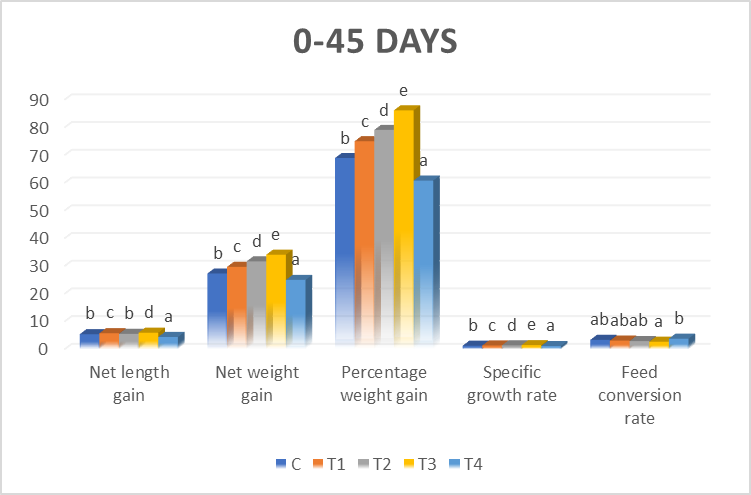 0-45 DAYS
90
80
70
60
50
40
30
20
10
0
b c b d a
b c d e a
b c d e a
b c d e a
ab ab ab a b
Net length
gain
Net weight
gain
Percentage
weight gain
Specific
growth rate
Feed
conversion
rate
C T1 T2 T3 T4